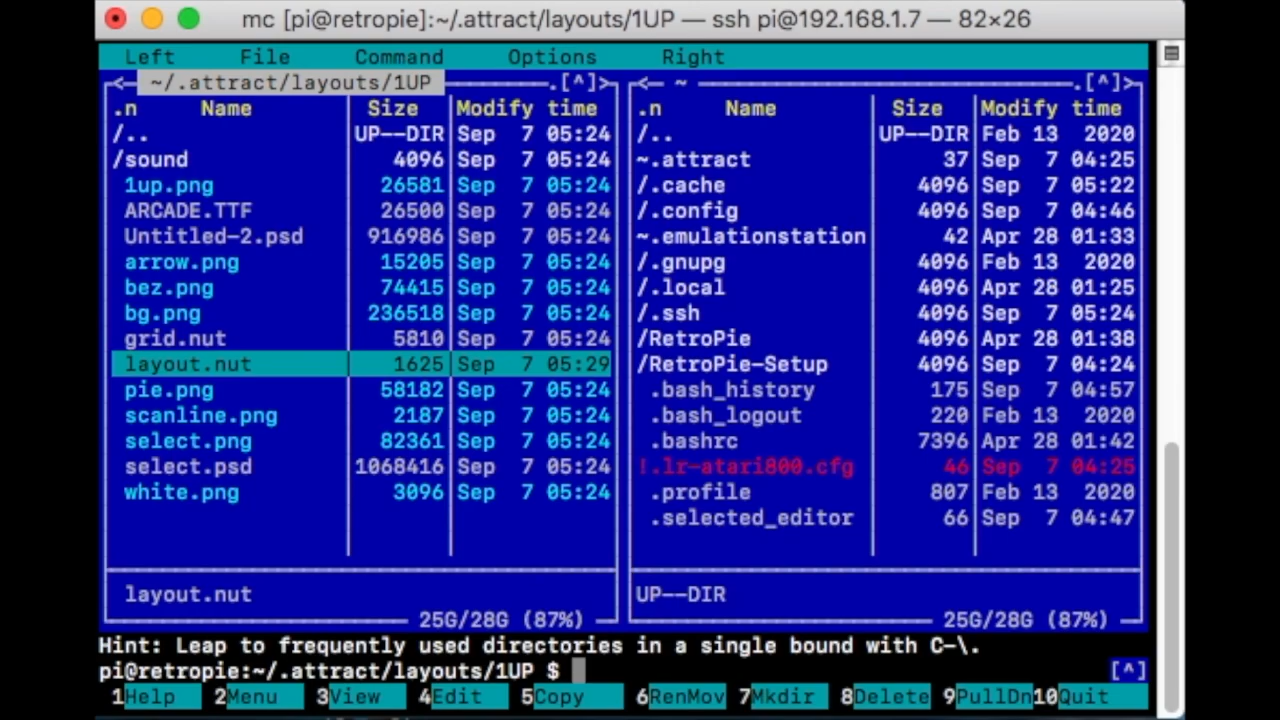 mc [pi@retropie]:~/.attract/layouts/1UP — ssh pi@192.168.1.7 — 82×26
Left File Command Options Right
<— ~/.attract/layouts/1UP .[^]> <— ~ .[^]>
.n Name Size Modify time .n Name Size Modify time
/.. UP--DIR Sep 7 05:24 /.. UP--DIR Feb 13 2020
/sound 4096 Sep 7 05:24 ~.attract 37 Sep 7 04:25
1up.png 26581 Sep 7 05:24 /.cache 4096 Sep 7 05:22
ARCADE.TTF 26500 Sep 7 05:24 /.config 4096 Sep 7 04:46
Untitled-2.psd 916986 Sep 7 05:24 ~.emulationstation 42 Apr 28 01:33
arrow.png 15205 Sep 7 05:24 /.gnupg 4096 Feb 13 2020
bez.png 74415 Sep 7 05:24 /.local 4096 Apr 28 01:25
bg.png 236518 Sep 7 05:24 /.ssh 4096 Sep 7 05:24
grid.nut 5810 Sep 7 05:24 /RetroPie 4096 Apr 28 01:38
layout.nut 1625 Sep 7 05:29 /RetroPie-Setup 4096 Sep 7 04:24
pie.png 58182 Sep 7 05:24 .bash_history 175 Sep 7 04:57
scanline.png 2187 Sep 7 05:24 .bash_logout 220 Feb 13 2020
select.png 82361 Sep 7 05:24 .bashrc 7396 Apr 28 01:42
select.psd 1068416 Sep 7 05:24 !.lr-atari800.cfg 46 Sep 7 04:25
white.png 3096 Sep 7 05:24 .profile 807 Feb 13 2020
.selected_editor 66 Sep 7 04:47
layout.nut UP--DIR
25G/28G (87%) 25G/28G (87%)
Hint: Leap to frequently used directories in a single bound with C-\.
pi@retropie:~/.attract/layouts/1UP $ [^]
1Help 2Menu 3View 4Edit 5Copy 6RenMov 7Mkdir 8Delete 9PullDn 10Quit